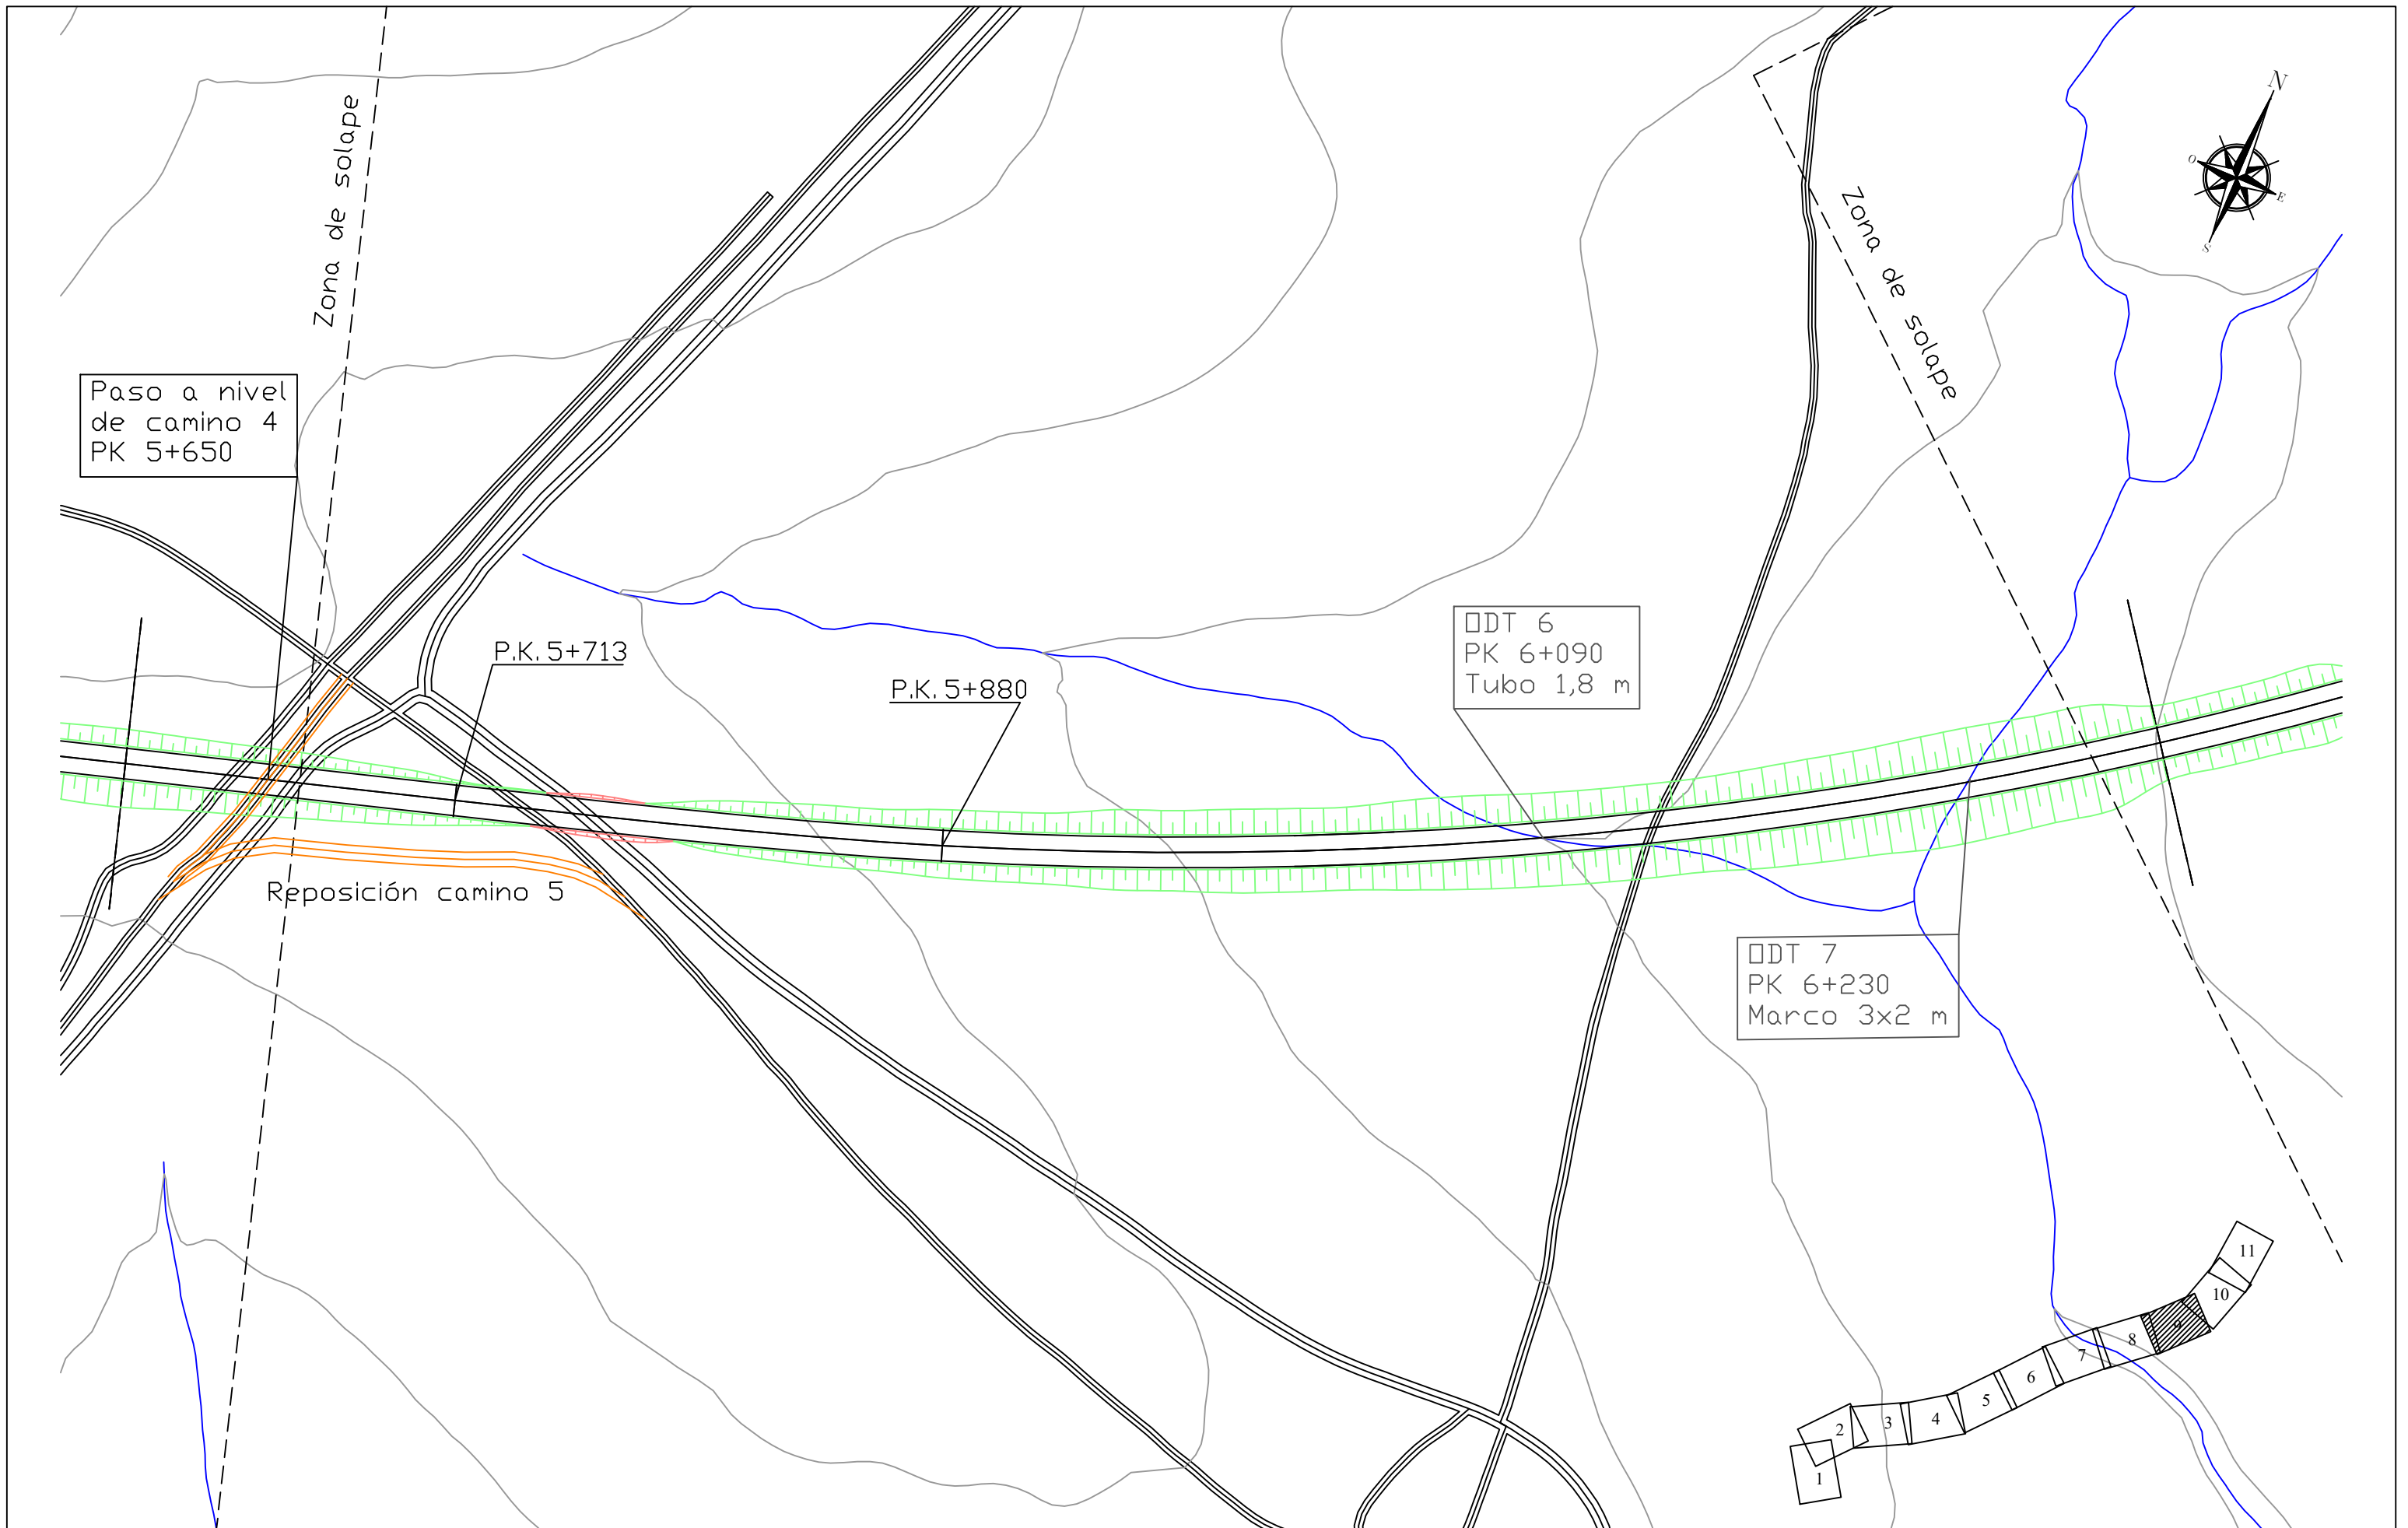 N
O
E
S
Zona de solape
Zona de solape
Paso a nivel
de camino 4
PK 5+650
P.K. 5+713
P.K. 5+880
ODT 6
PK 6+090
Tubo 1,8 m
Reposición camino 5
ODT 7
PK 6+230
Marco 3x2 m
11
10
9
8
7
6
5
4
3
2
1